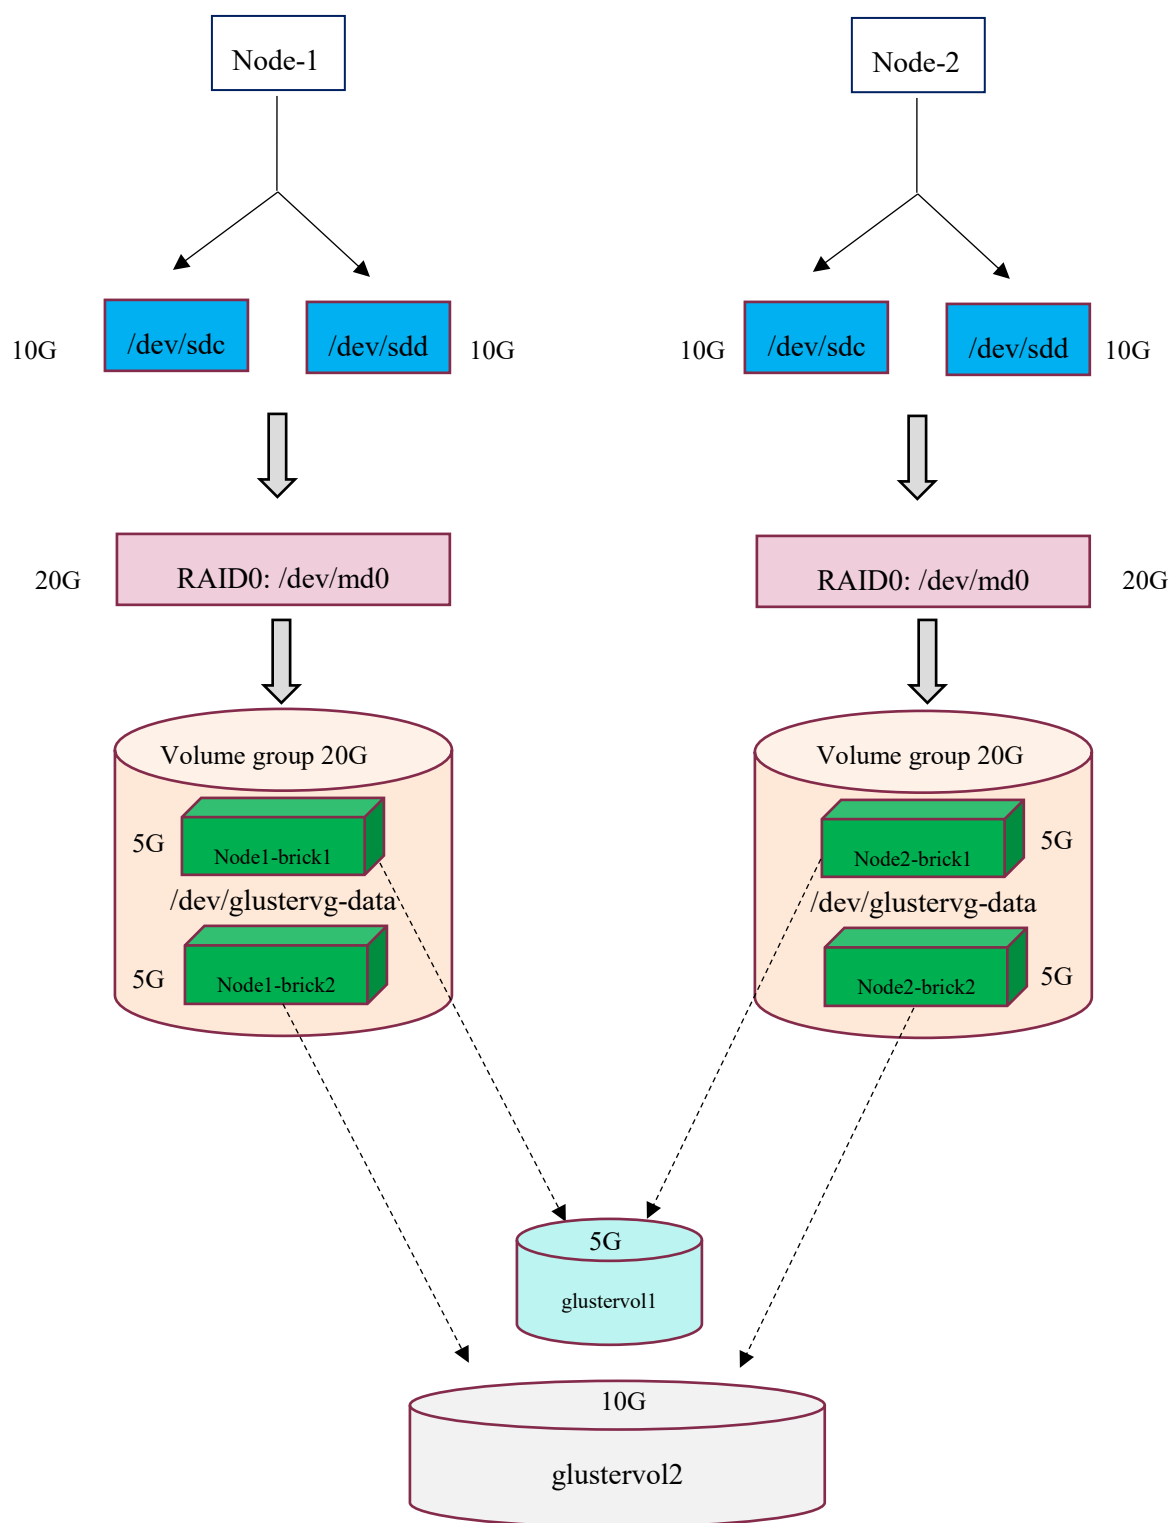 Node-1
Node-2
10G
/dev/sdc
/dev/sdd
10G
10G
/dev/sdc
/dev/sdd
10G
20G
RAID0: /dev/md0
RAID0: /dev/md0
20G
Volume group 20G
Volume group 20G
5G
Node1-brick1
Node2-brick1
5G
/dev/glustervg-data
/dev/glustervg-data
5G
Node1-brick2
Node2-brick2
5G
5G
glustervol1
10G
glustervol2